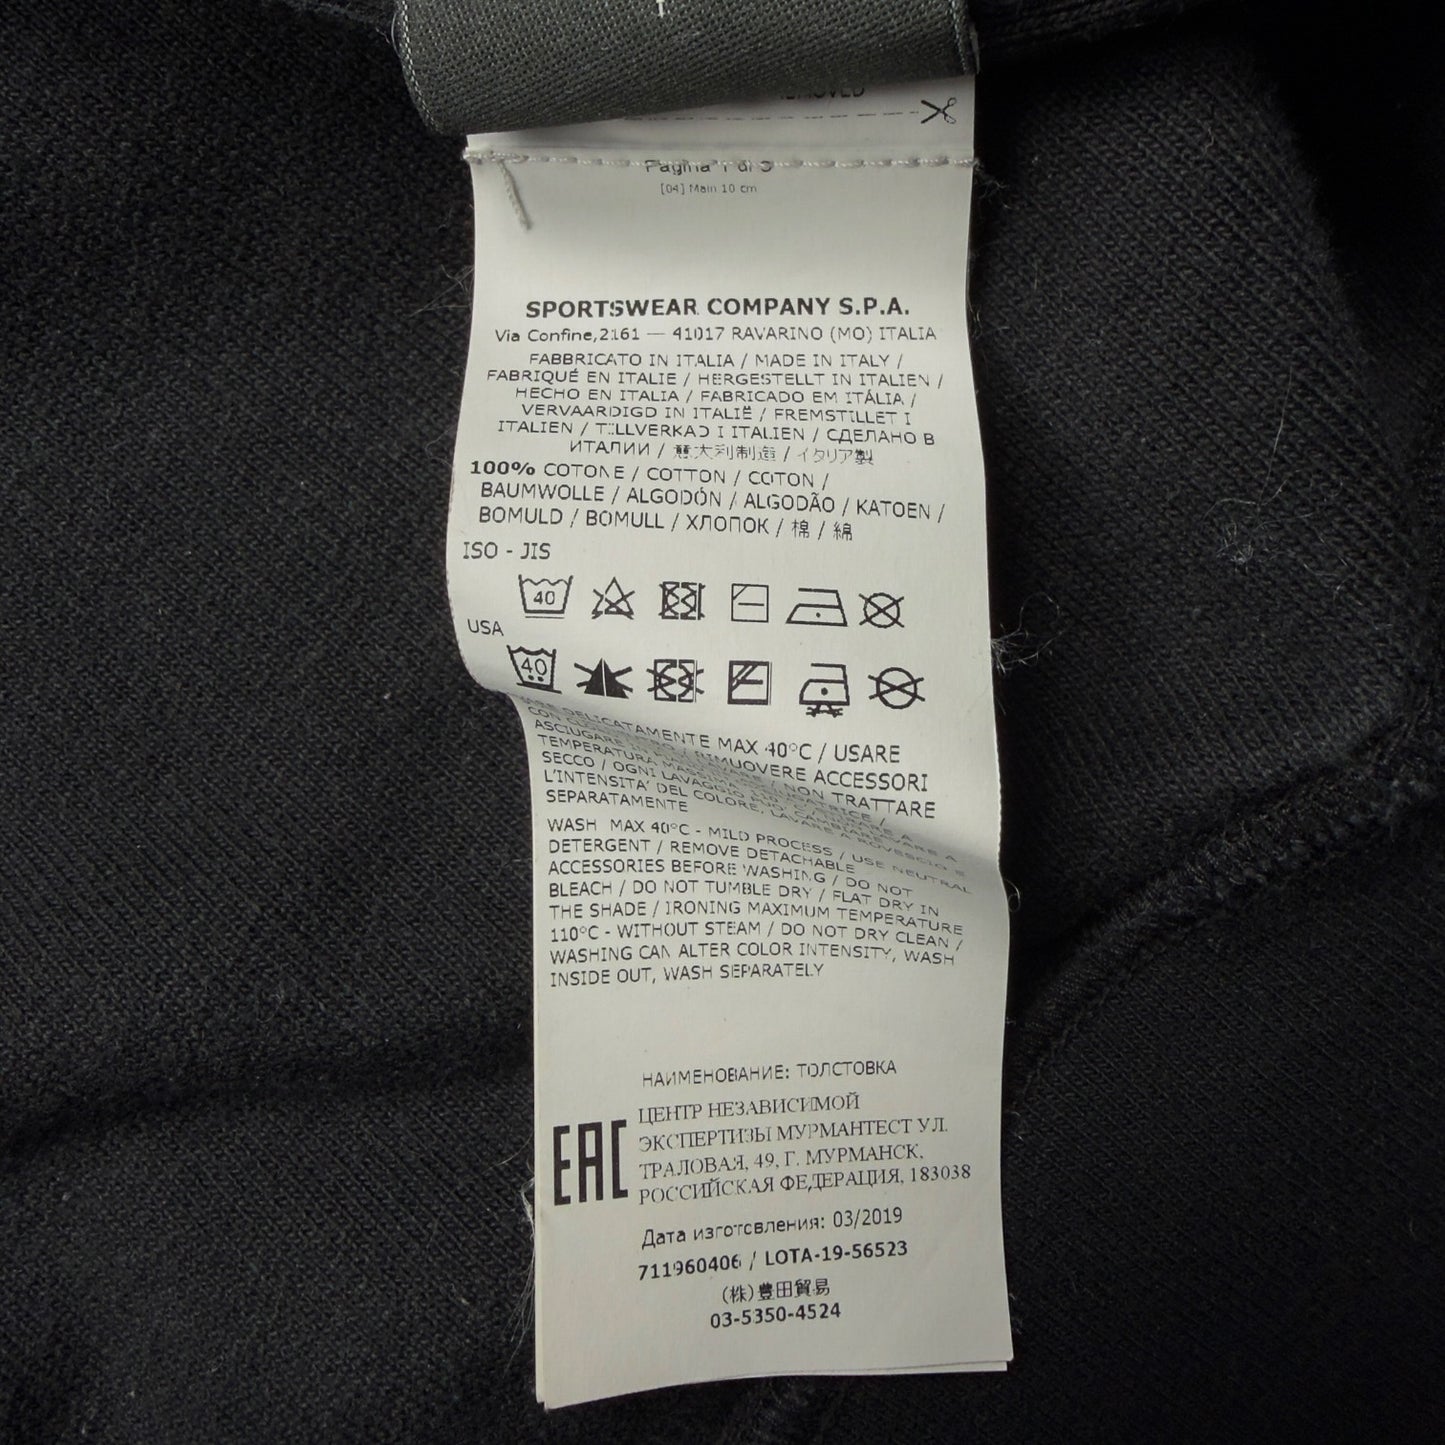 Pagina 1 di 3
[04] Main 10 cm
SPORTSWEAR COMPANY S.P.A.
Via Confine,2161 — 41017 RAVARINO (MO) ITALIA
FABBRICATO IN ITALIA / MADE IN ITALY /
FABRIQUÉ EN ITALIE / HERGESTELLT IN ITALIEN /
HECHO EN ITALIA / FABRICADO EM ITÁLIA /
VERVAARDIGD IN ITALIË / FREMSTILLET I
ITALIEN / TILLVERKAD I ITALIEN / СДЕЛАНО В
ИТАЛИИ / 意大利制造 / イタリア製
100% COTONE / COTTON / COTON /
BAUMWOLLE / ALGODÓN / ALGODÃO / KATOEN /
BOMULD / BOMULL / ХЛОПОК / 棉 / 綿
ISO - JIS
40
USA
40
DELICATAMENTE MAX 40°C / USARE
CON / RIMUOVERE ACCESSORI
ASCIUGARE / NON TRATTARE
TEMPERATURA
SECCO / OGNI LAVAGGIO
L'INTENSITA' DEL COLORE, LAVARE A ROVESCIO E
SEPARATAMENTE
WASH MAX 40°C - MILD PROCESS / USE NEUTRAL
DETERGENT / REMOVE DETACHABLE
ACCESSORIES BEFORE WASHING / DO NOT
BLEACH / DO NOT TUMBLE DRY / FLAT DRY IN
THE SHADE / IRONING MAXIMUM TEMPERATURE
110°C - WITHOUT STEAM / DO NOT DRY CLEAN /
WASHING CAN ALTER COLOR INTENSITY, WASH
INSIDE OUT, WASH SEPARATELY
НАИМЕНОВАНИЕ: ТОЛСТОВКА
EAC
ЦЕНТР НЕЗАВИСИМОЙ
ЭКСПЕРТИЗЫ МУРМАНТЕСТ УЛ.
ТРАЛОВАЯ, 49, Г. МУРМАНСК,
РОССИЙСКАЯ ФЕДЕРАЦИЯ, 183038
Дата изготовления: 03/2019
711960406 / LOTA-19-56523
(株)豊田貿易
03-5350-4524